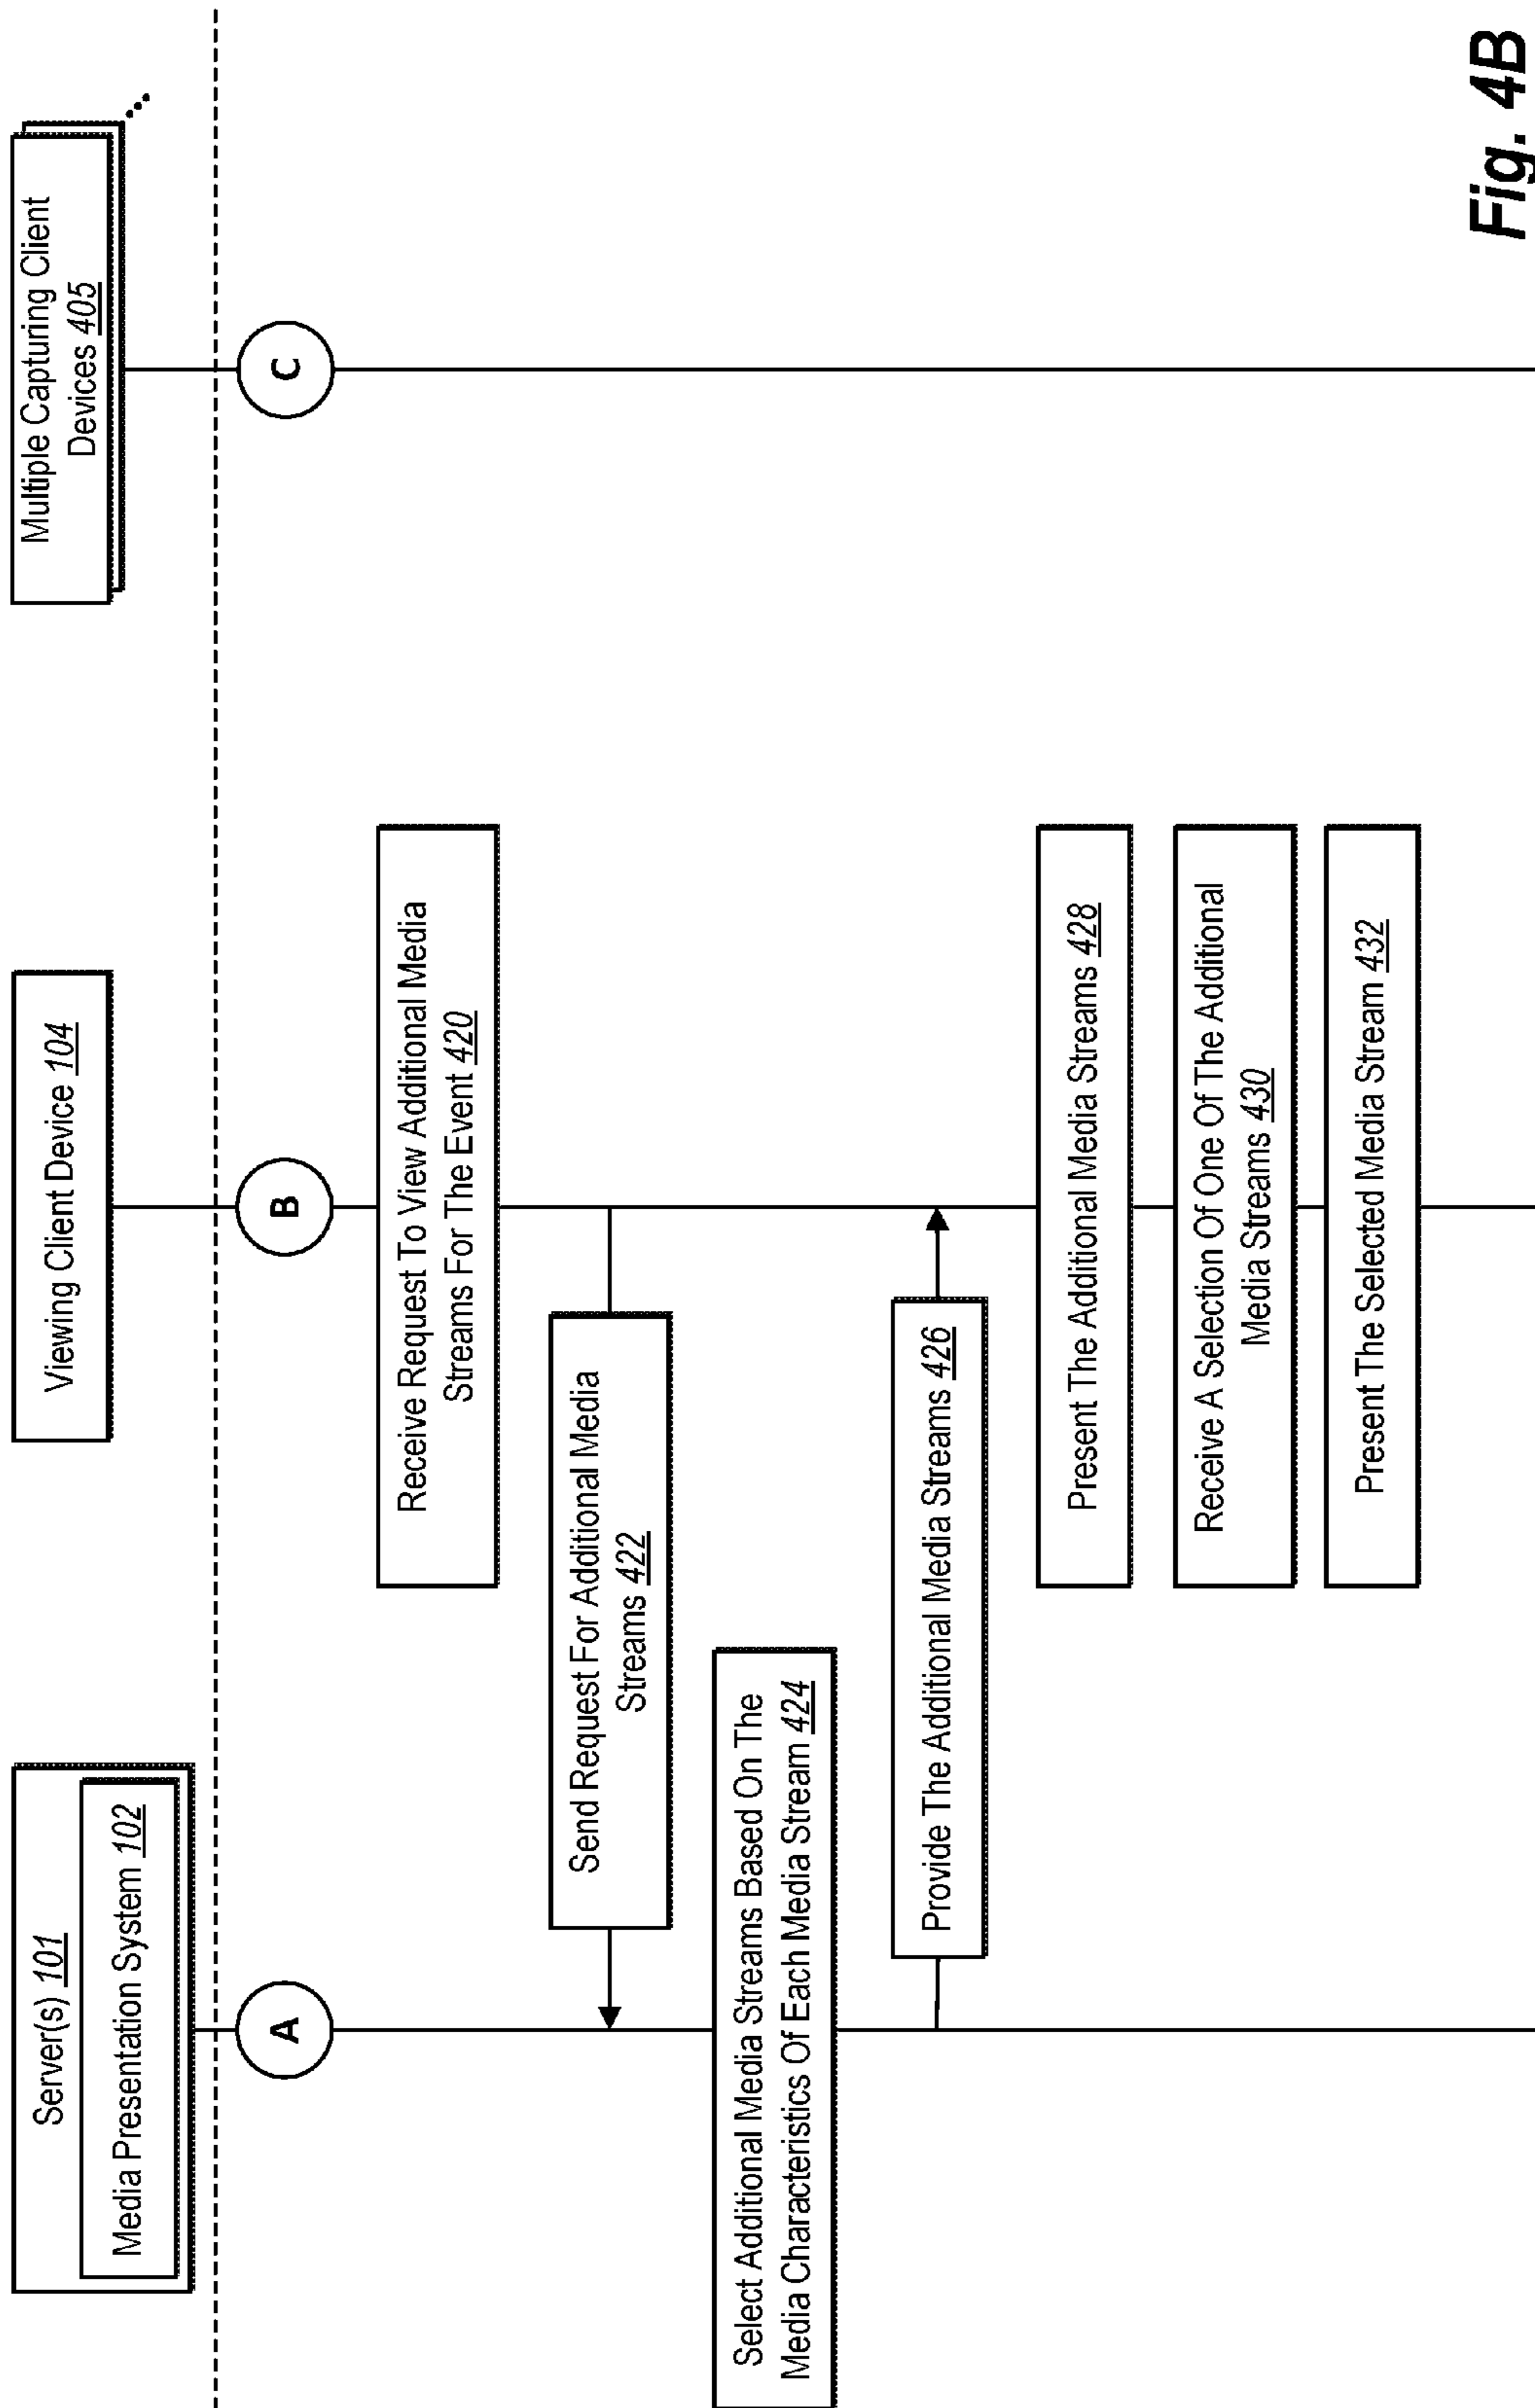 Server(s) 101
Media Presentation System 102
Viewing Client Device 104
Multiple Capturing Client
Devices 405
A
B
C
Receive Request To View Additional Media
Streams For The Event 420
Send Request For Additional Media
Streams 422
Select Additional Media Streams Based On The
Media Characteristics Of Each Media Stream 424
Provide The Additional Media Streams 426
Present The Additional Media Streams 428
Receive A Selection Of One Of The Additional
Media Streams 430
Present The Selected Media Stream 432
Fig. 4B